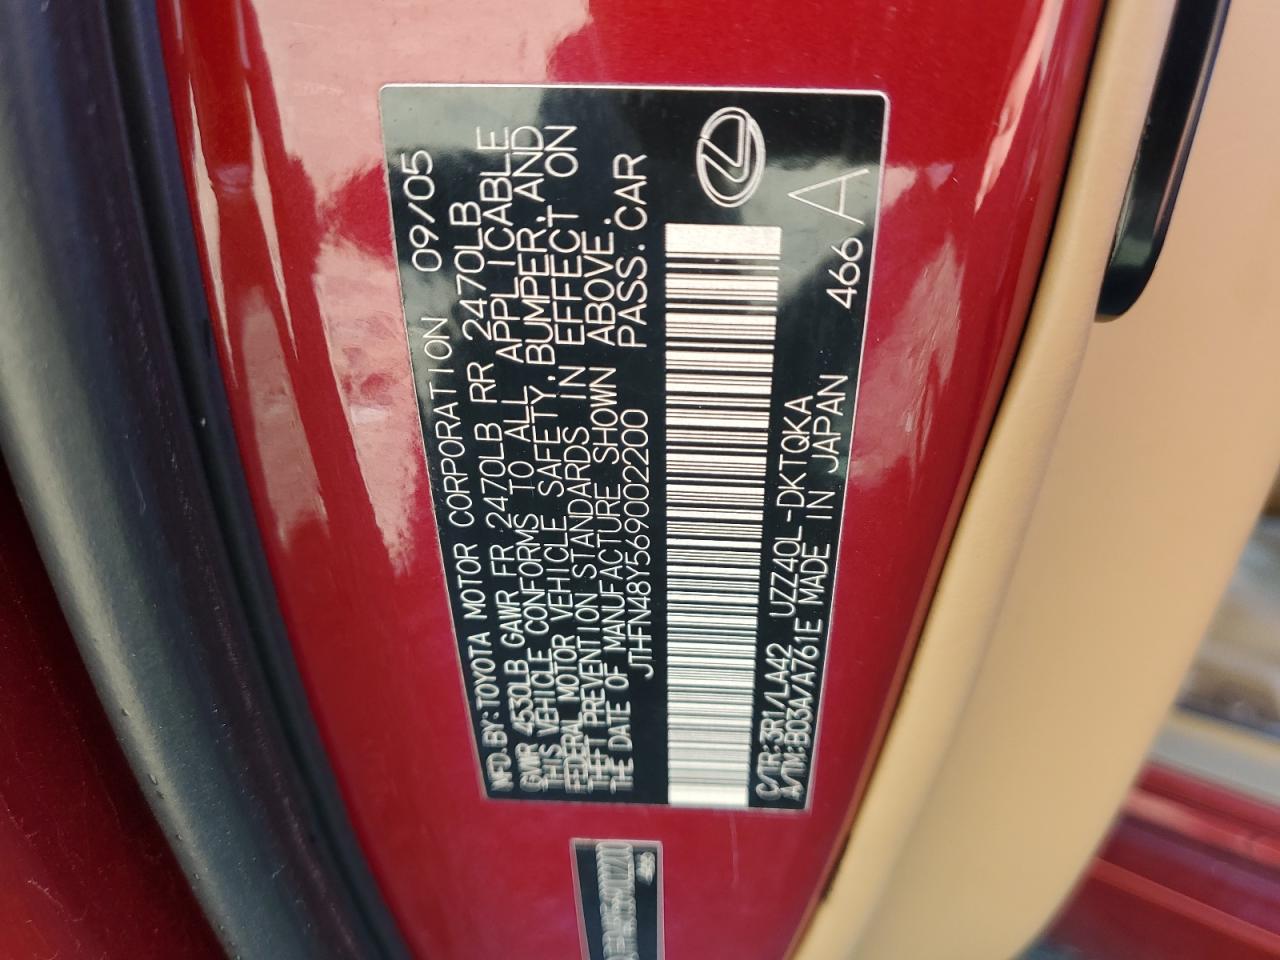 MFD.BY:TOYOTA MOTOR CORPORATION 09/05
GVWR 4530LB GAWR FR 2470LB RR 2470LB
THIS VEHICLE CONFORMS TO ALL APPLICABLE
FEDERAL MOTOR VEHICLE SAFETY,BUMPER,AND
THEFT PREVENTION STANDARDS IN EFFECT ON
THE DATE OF MANUFACTURE SHOWN ABOVE.
JTHFN48Y569002200 PASS.CAR
C/TR:3R1/LA42 UZZ40L-DKTQKA
A/TM:B03A/A761E MADE IN JAPAN 466 A